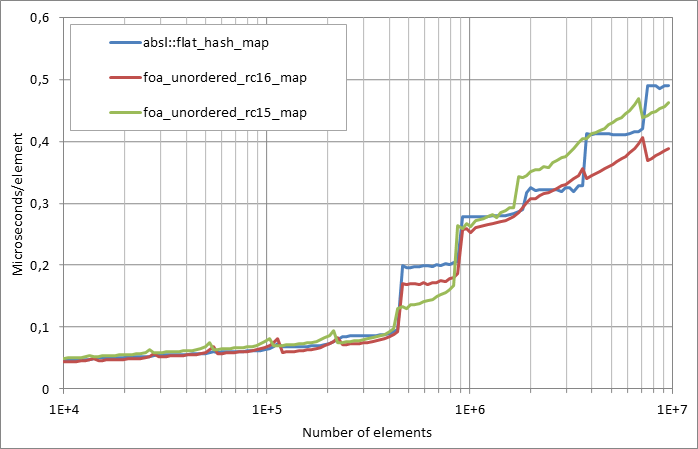 0,6
absl::flat_hash_map
foa_unordered_rc16_map
foa_unordered_rc15_map
0,5
0,4
0,3
0,2
0,1
0
Microseconds/element
1E+4 1E+5 1E+6 1E+7
Number of elements